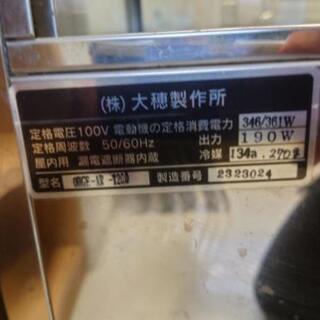 (株) 大穂製作所
定格電圧100V 電動機の定格消費電力 346/361W
定格周波数 50/60Hz 出力 190W
屋内用 漏電遮断器内蔵 冷媒 134a. 270g
型名 製造番号 2323024